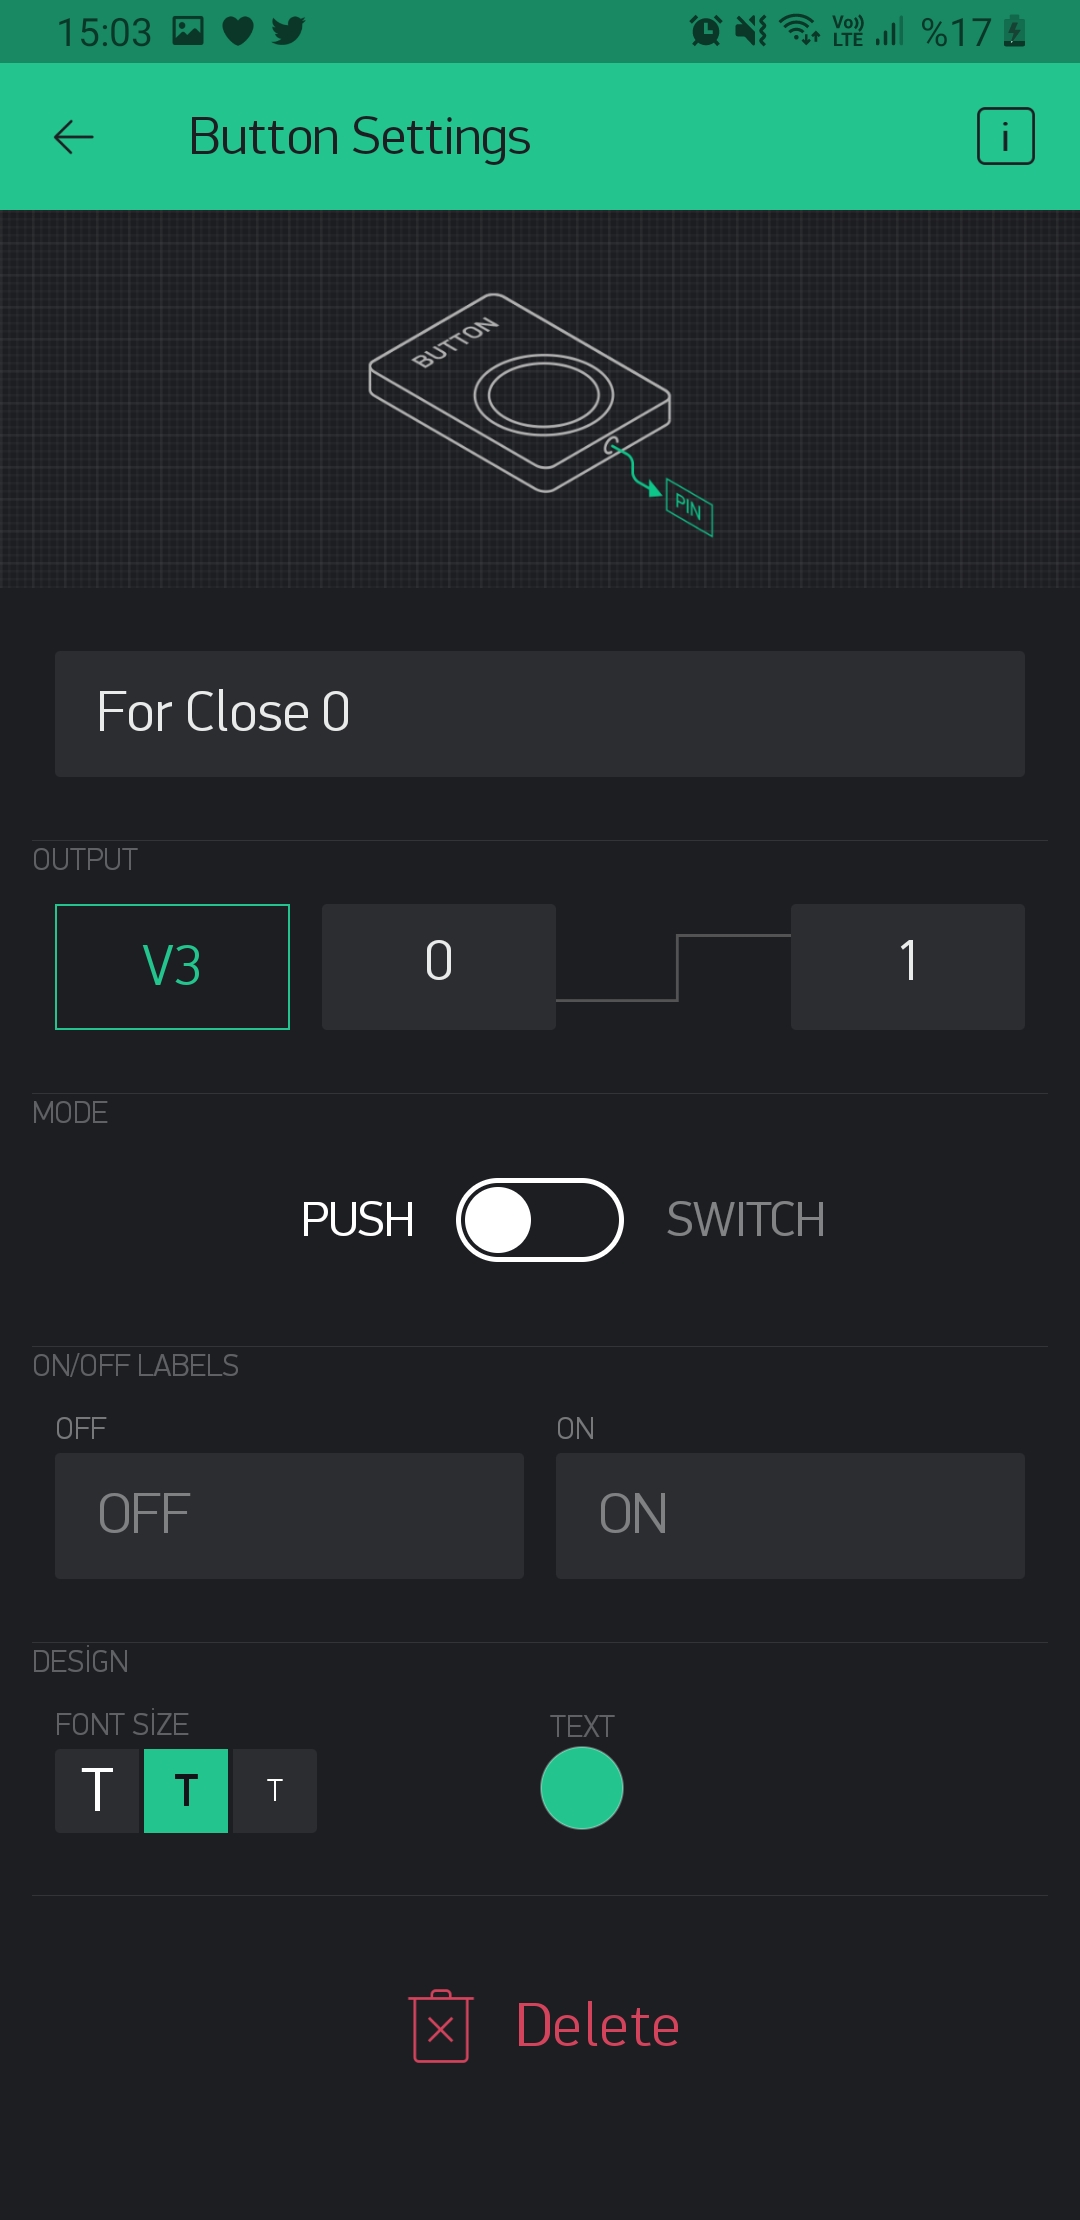 15:03 Vo)) LTE %17
Button Settings i
BUTTON
PIN
For Close 0
OUTPUT
V3 0 1
MODE
PUSH SWITCH
ON/OFF LABELS
OFF ON
OFF ON
DESİGN
FONT SİZE TEXT
T T T
Delete